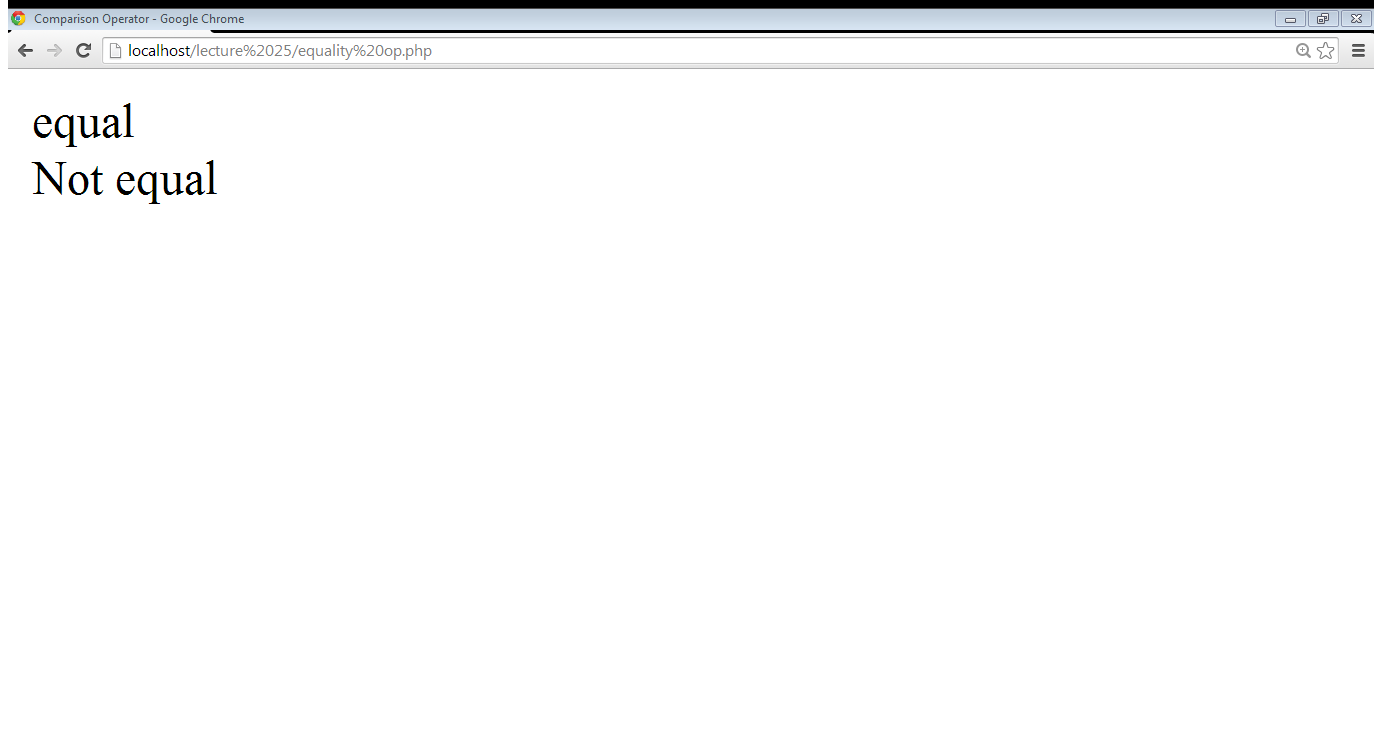 Comparison Operator - Google Chrome
localhost/lecture%2025/equality%20op.php
equal
Not equal